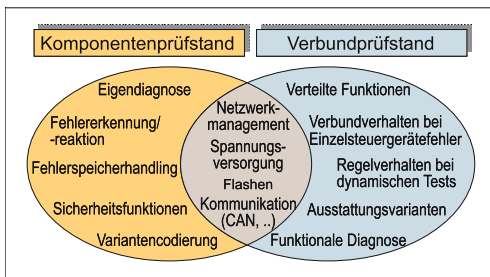 Komponentenprüfstand
Verbundprüfstand
Eigendiagnose
Fehlererkennung/
-reaktion
Fehlerspeicherhandling
Sicherheitsfunktionen
Variantencodierung
Netzwerk-
management
Spannungs-
versorgung
Flashen
Kommunikation
(CAN, ..)
Verteilte Funktionen
Verbundverhalten bei
Einzelsteuergerätefehler
Regelverhalten bei
dynamischen Tests
Ausstattungsvarianten
Funktionale Diagnose